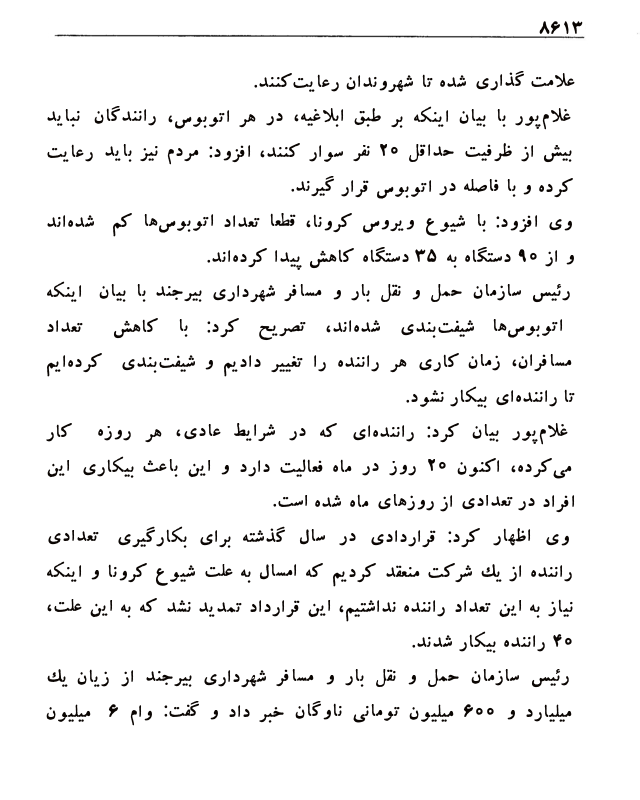 ۸۶۱۳
علامت گذاری شده تا شهروندان رعایت‌کنند.
غلام‌پور با بیان اینکه بر طبق ابلاغیه، در هر اتوبوس، رانندگان نباید
بیش از ظرفیت حداقل ۲۰ نفر سوار کنند، افزود: مردم نیز باید رعایت
کرده و با فاصله در اتوبوس قرار گیرند.
وی افزود: با شیوع ویروس کرونا، قطعا تعداد اتوبوس‌ها کم شده‌اند
و از ۹۰ دستگاه به ۳۵ دستگاه کاهش پیدا کرده‌اند.
رئیس سازمان حمل و نقل بار و مسافر شهرداری بیرجند با بیان اینکه
اتوبوس‌ها شیفت‌بندی شده‌اند، تصریح کرد: با کاهش تعداد
مسافران، زمان کاری هر راننده را تغییر دادیم و شیفت‌بندی کرده‌ایم
تا راننده‌ای بیکار نشود.
غلام‌پور بیان کرد: راننده‌ای که در شرایط عادی، هر روزه کار
می‌کرده، اکنون ۲۰ روز در ماه فعالیت دارد و این باعث بیکاری این
افراد در تعدادی از روزهای ماه شده است.
وی اظهار کرد: قراردادی در سال گذشته برای بکارگیری تعدادی
راننده از یك شرکت منعقد کردیم که امسال به علت شیوع کرونا و اینکه
نیاز به این تعداد راننده نداشتیم، این قرارداد تمدید نشد که به این علت،
۴۰ راننده بیکار شدند.
رئیس سازمان حمل و نقل بار و مسافر شهرداری بیرجند از زیان یك
میلیارد و ۶۰۰ میلیون تومانی ناوگان خبر داد و گفت: وام ۶ میلیون